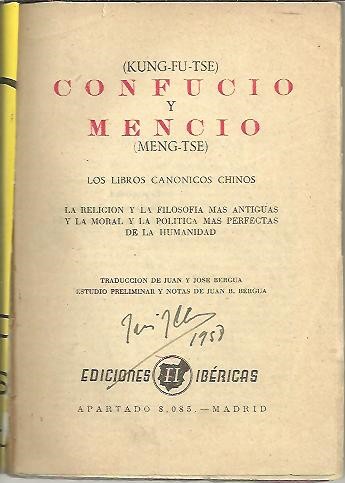 (KUNG-FU-TSE)
CONFUCIO
Y
MENCIO
(MENG-TSE)
LOS LIBROS CANONICOS CHINOS
LA RELIGION Y LA FILOSOFIA MAS ANTIGUAS
Y LA MORAL Y LA POLITICA MAS PERFECTAS
DE LA HUMANIDAD
TRADUCCION DE JUAN Y JOSE BERGUA
ESTUDIO PRELIMINAR Y NOTAS DE JUAN B. BERGUA
EDICIONES IBÉRICAS
APARTADO 8.085.—MADRID